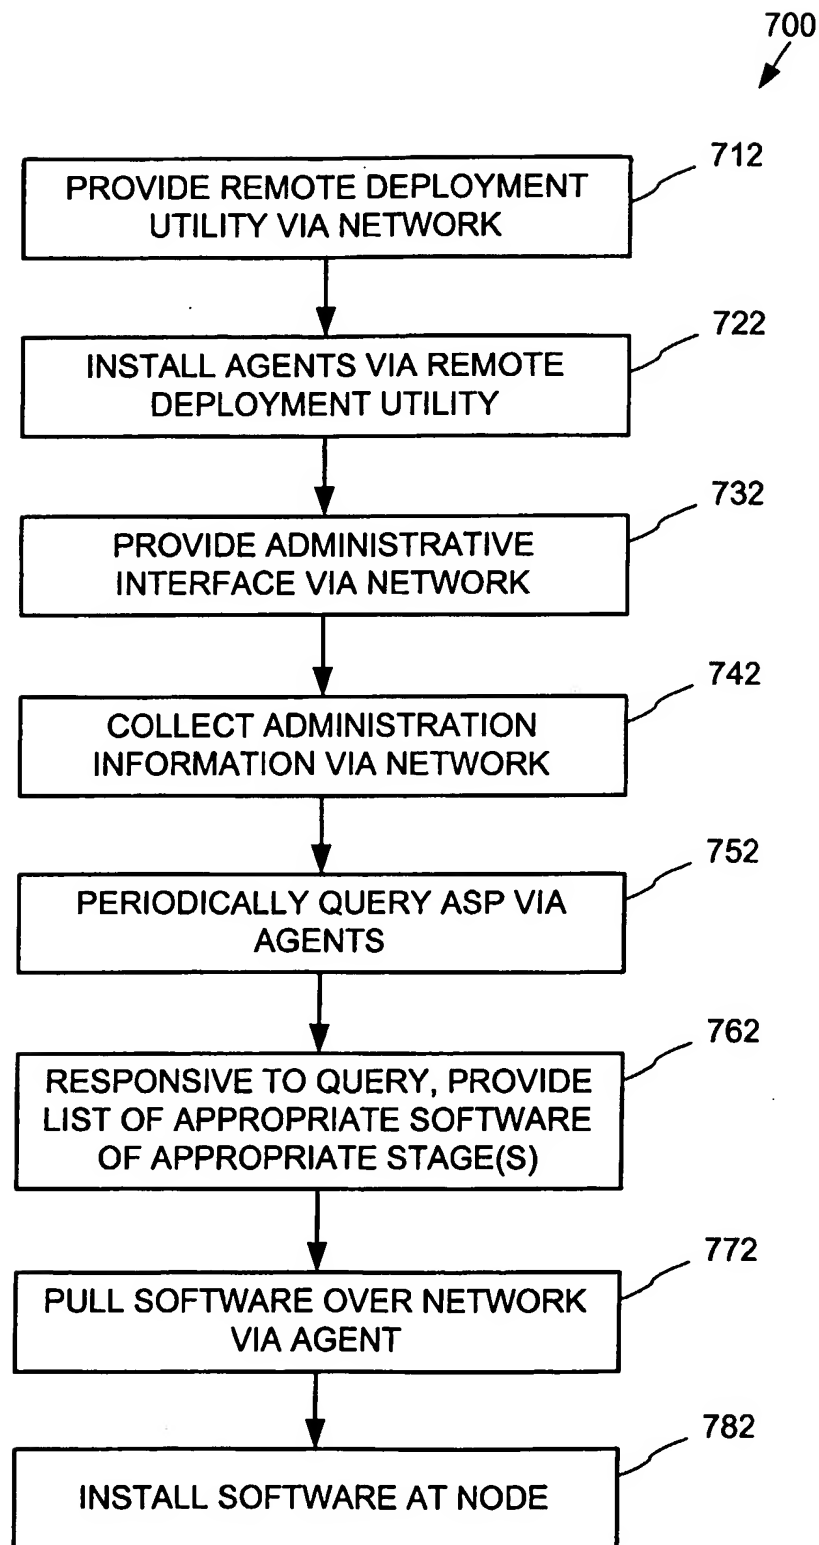 700
712
PROVIDE REMOTE DEPLOYMENT
UTILITY VIA NETWORK
722
INSTALL AGENTS VIA REMOTE
DEPLOYMENT UTILITY
732
PROVIDE ADMINISTRATIVE
INTERFACE VIA NETWORK
742
COLLECT ADMINISTRATION
INFORMATION VIA NETWORK
752
PERIODICALLY QUERY ASP VIA
AGENTS
762
RESPONSIVE TO QUERY, PROVIDE
LIST OF APPROPRIATE SOFTWARE
OF APPROPRIATE STAGE(S)
772
PULL SOFTWARE OVER NETWORK
VIA AGENT
782
INSTALL SOFTWARE AT NODE